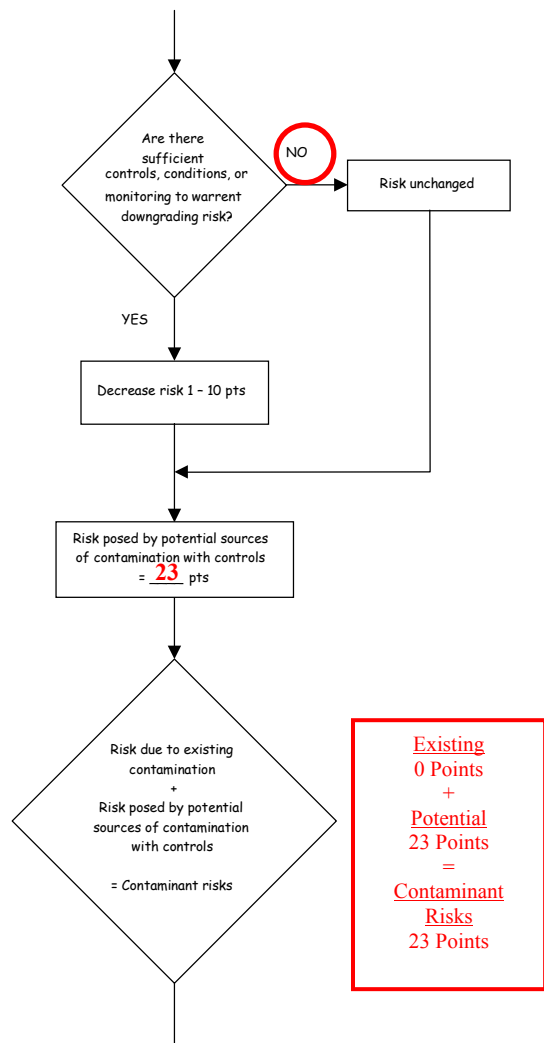 Are there
sufficient
controls, conditions, or
monitoring to warrent
downgrading risk?
NO
Risk unchanged
YES
Decrease risk 1 – 10 pts
Risk posed by potential sources
of contamination with controls
= 23 pts
Risk due to existing
contamination
+
Risk posed by potential
sources of contamination
with controls
= Contaminant risks
Existing
0 Points
+
Potential
23 Points
=
Contaminant
Risks
23 Points